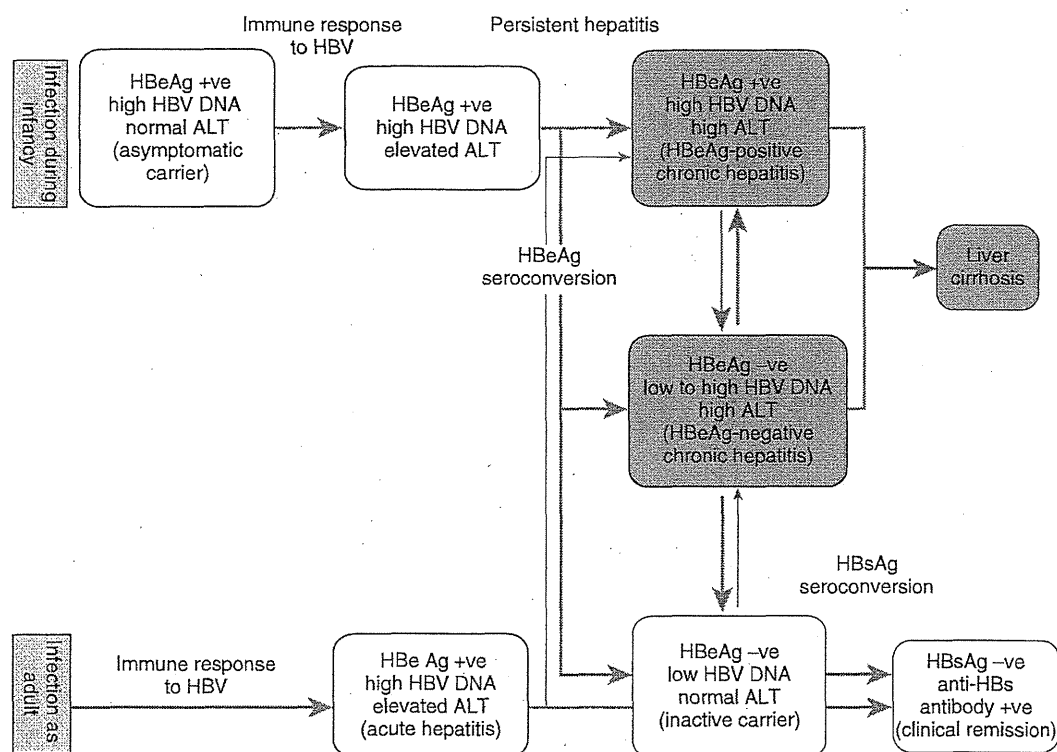 Immune response
to HBV
Persistent hepatitis
Infection during
infancy
HBeAg +ve
high HBV DNA
normal ALT
(asymptomatic
carrier)
HBeAg +ve
high HBV DNA
elevated ALT
HBeAg +ve
high HBV DNA
high ALT
(HBeAg-positive
chronic hepatitis)
HBeAg
seroconversion
Liver
cirrhosis
HBeAg –ve
low to high HBV DNA
high ALT
(HBeAg-negative
chronic hepatitis)
HBsAg
seroconversion
Infection as
adult
Immune response
to HBV
HBe Ag +ve
high HBV DNA
elevated ALT
(acute hepatitis)
HBeAg –ve
low HBV DNA
normal ALT
(inactive carrier)
HBsAg –ve
anti-HBs
antibody +ve
(clinical remission)